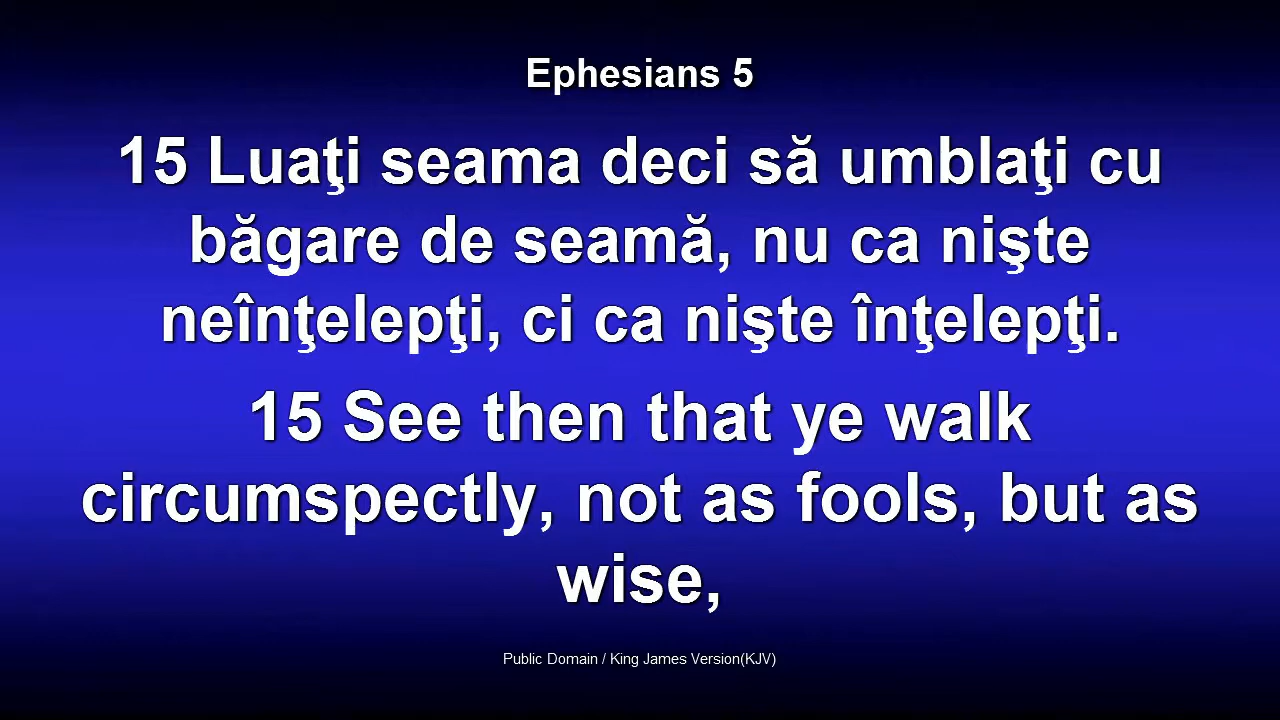 Ephesians 5
15 Luaţi seama deci să umblaţi cu
băgare de seamă, nu ca nişte
neînţelepţi, ci ca nişte înţelepţi.
15 See then that ye walk
circumspectly, not as fools, but as
wise,
Public Domain / King James Version(KJV)